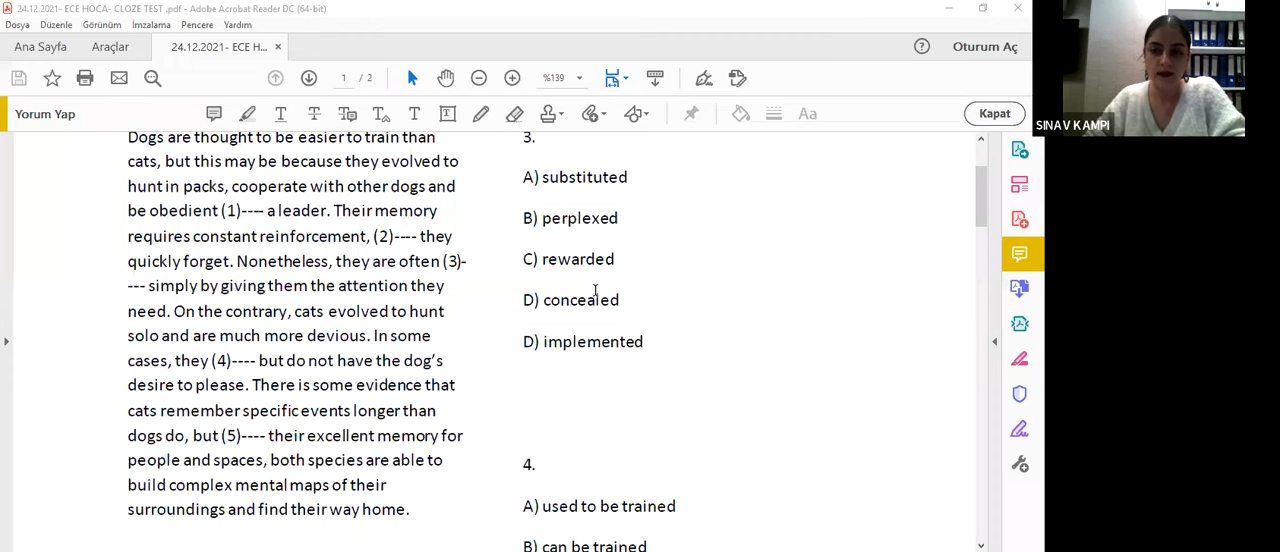 24.12.2021- ECE HOCA- CLOZE TEST .pdf - Adobe Acrobat Reader DC (64-bit)
Dosya Düzenle Görünüm İmzalama Pencere Yardım
Ana Sayfa Araçlar 24.12.2021- ECE H... × Oturum Aç
1 / 2 %139
Yorum Yap Kapat
SINAV KAMPI
Dogs are thought to be easier to train than
cats, but this may be because they evolved to
hunt in packs, cooperate with other dogs and
be obedient (1)---- a leader. Their memory
requires constant reinforcement, (2)---- they
quickly forget. Nonetheless, they are often (3)-
--- simply by giving them the attention they
need. On the contrary, cats evolved to hunt
solo and are much more devious. In some
cases, they (4)---- but do not have the dog’s
desire to please. There is some evidence that
cats remember specific events longer than
dogs do, but (5)---- their excellent memory for
people and spaces, both species are able to
build complex mental maps of their
surroundings and find their way home.
3.
A) substituted
B) perplexed
C) rewarded
D) concealed
D) implemented
4.
A) used to be trained
B) can be trained